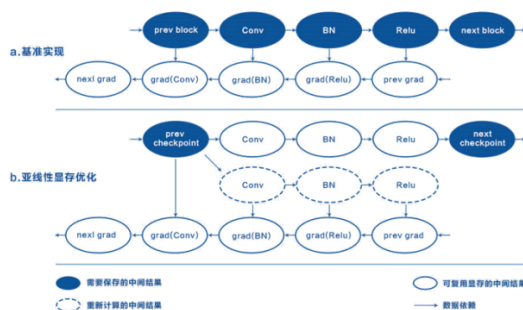 prev block Conv BN Relu next block
a.基准实现
nexl grad grad(Conv) grad(BN) grad(Relu) prev grad
prev checkpoint Conv BN Relu next checkpoint
Conv BN Relu
b.亚线性显存优化
nexl grad grad(Conv) grad(BN) grad(Relu) prev grad
需要保存的中间结果 可复用显存的中间结果
重新计算的中间结果 数据依赖